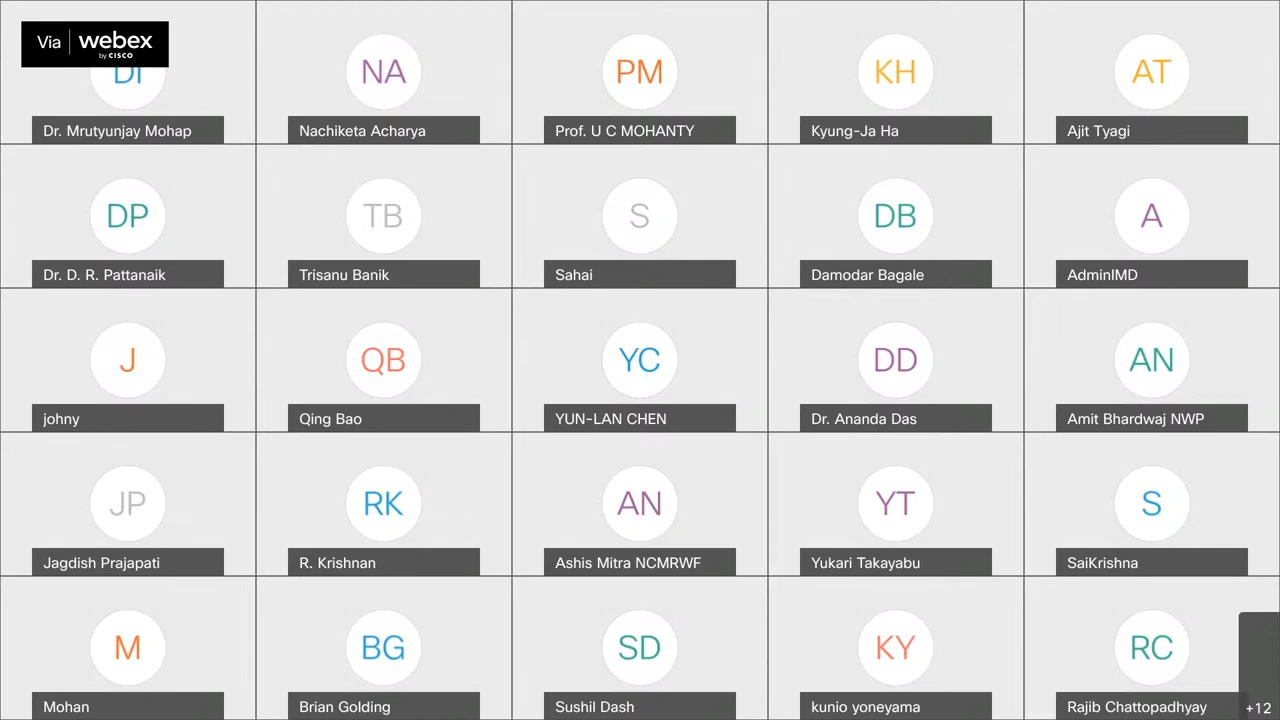 Via webex
by CISCO
DI NA PM KH AT
Dr. Mrutyunjay Mohap Nachiketa Acharya Prof. U C MOHANTY Kyung-Ja Ha Ajit Tyagi
DP TB S DB A
Dr. D. R. Pattanaik Trisanu Banik Sahai Damodar Bagale AdminIMD
J QB YC DD AN
johny Qing Bao YUN-LAN CHEN Dr. Ananda Das Amit Bhardwaj NWP
JP RK AN YT S
Jagdish Prajapati R. Krishnan Ashis Mitra NCMRWF Yukari Takayabu SaiKrishna
M BG SD KY RC
Mohan Brian Golding Sushil Dash kunio yoneyama Rajib Chattopadhyay +12